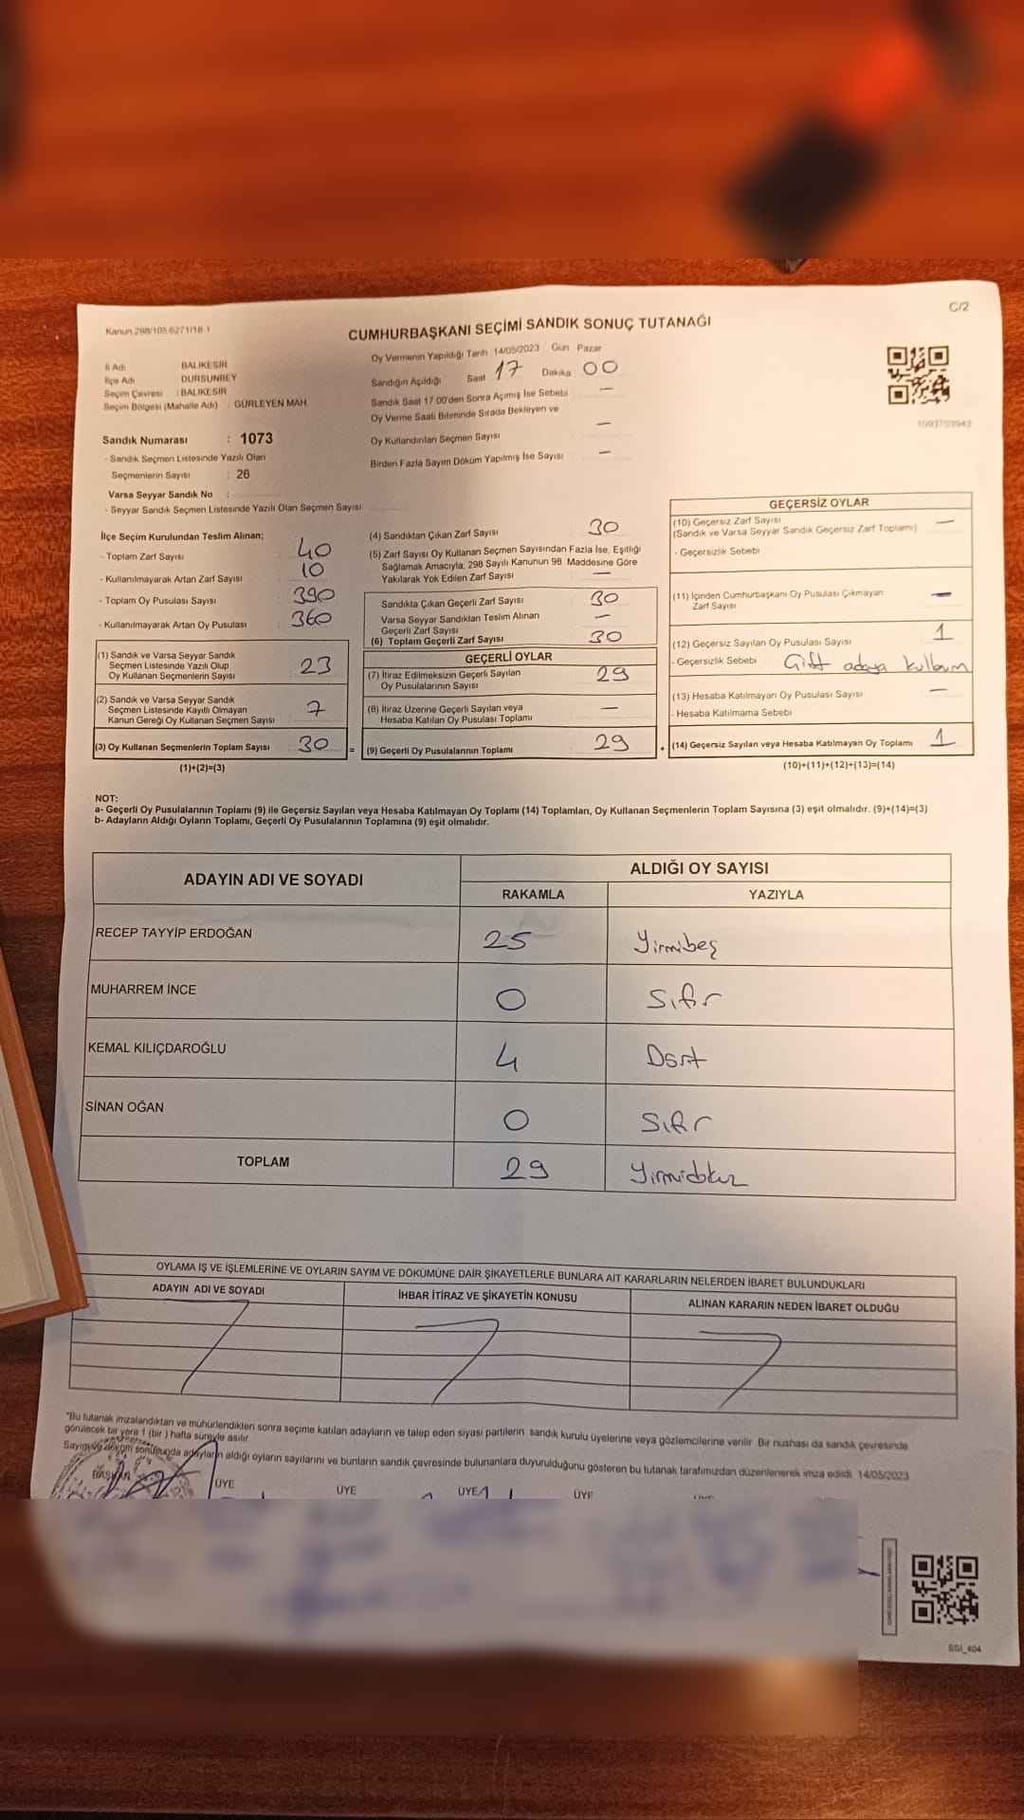 C/2
CUMHURBAŞKANI SEÇİMİ SANDIK SONUÇ TUTANAĞI
İl Adı : BALIKESİR
İlçe Adı : DURSUNBEY
Seçim Çevresi : BALIKESİR
Seçim Bölgesi (Mahalle Adı) : GÜRLEYEN MAH.
Sandık Numarası : 1073
- Sandık Seçmen Listesinde Yazılı Olan
Seçmenlerin Sayısı : 26
Varsa Seyyar Sandık No :
- Seyyar Sandık Seçmen Listesinde Yazılı Olan Seçmen Sayısı
Oy Vermenin Yapıldığı Tarih 14/05/2023 Gün Pazar
Sandığın Açıldığı Saat 17 Dakika 00
Sandık Saat 17.00'den Sonra Açımış İse Sebebi —
Oy Verme Saati Bitiminde Sırada Bekleyen ve
Oy Kullandırılan Seçmen Sayısı —
Birden Fazla Sayım Döküm Yapılmış İse Sayısı —
İlçe Seçim Kurulundan Teslim Alınan;
- Toplam Zarf Sayısı 40
- Kullanılmayarak Artan Zarf Sayısı 10
- Toplam Oy Pusulası Sayısı 390
- Kullanılmayarak Artan Oy Pusulası 360
(1) Sandık ve Varsa Seyyar Sandık
Seçmen Listesinde Yazılı Olup
Oy Kullanan Seçmenlerin Sayısı 23
(2) Sandık ve Varsa Seyyar Sandık
Seçmen Listesinde Kayıtlı Olmayan
Kanun Gereği Oy Kullanan Seçmen Sayısı 7
(3) Oy Kullanan Seçmenlerin Toplam Sayısı 30 =
(1)+(2)=(3)
(4) Sandıktan Çıkan Zarf Sayısı 30
(5) Zarf Sayısı Oy Kullanan Seçmen Sayısından Fazla İse, Eşitliği
Sağlamak Amacıyla, 298 Sayılı Kanunun 98. Maddesine Göre
Yakılarak Yok Edilen Zarf Sayısı —
Sandıkta Çıkan Geçerli Zarf Sayısı 30
Varsa Seyyar Sandıktan Teslim Alınan
Geçerli Zarf Sayısı —
(6) Toplam Geçerli Zarf Sayısı 30
GEÇERLİ OYLAR
(7) İtiraz Edilmeksizin Geçerli Sayılan
Oy Pusulalarının Sayısı 29
(8) İtiraz Üzerine Geçerli Sayılan veya
Hesaba Katılan Oy Pusulası Toplamı —
(9) Geçerli Oy Pusulalarının Toplamı 29
GEÇERSİZ OYLAR
(10) Geçersiz Zarf Sayısı —
(Sandık ve Varsa Seyyar Sandık Geçersiz Zarf Toplamı)
- Geçersizlik Sebebi
(11) İçinden Cumhurbaşkanı Oy Pusulası Çıkmayan
Zarf Sayısı —
(12) Geçersiz Sayılan Oy Pusulası Sayısı 1
- Geçersizlik Sebebi Çift adaya
(13) Hesaba Katılmayan Oy Pusulası Sayısı —
- Hesaba Katılmama Sebebi
(14) Geçersiz Sayılan veya Hesaba Katılmayan Oy Toplamı 1
(10)+(11)+(12)+(13)=(14)
NOT:
a- Geçerli Oy Pusulalarının Toplamı (9) ile Geçersiz Sayılan veya Hesaba Katılmayan Oy Toplamı (14) Toplamları, Oy Kullanan Seçmenlerin Toplam Sayısına (3) eşit olmalıdır. (9)+(14)=(3)
b- Adayların Aldığı Oyların Toplamı, Geçerli Oy Pusulalarının Toplamına (9) eşit olmalıdır.
ADAYIN ADI VE SOYADI ALDIĞI OY SAYISI
RAKAMLA YAZIYLA
RECEP TAYYİP ERDOĞAN 25 Yirmibeş
MUHARREM İNCE 0 Sıfır
KEMAL KILIÇDAROĞLU 4 Dört
SİNAN OĞAN 0 Sıfır
TOPLAM 29 Yirmidokuz
OYLAMA İŞ VE İŞLEMLERİNE VE OYLARIN SAYIM VE DÖKÜMÜNE DAİR ŞİKAYETLERLE BUNLARA AİT KARARLARIN NELERDEN İBARET BULUNDUKLARI
ADAYIN ADI VE SOYADI İHBAR İTİRAZ VE ŞİKAYETİN KONUSU ALINAN KARARIN NEDEN İBARET OLDUĞU
"Bu tutanak imzalandıktan ve mühürlendikten sonra seçime katılan adayların ve talep eden siyasi partilerin sandık kurulu üyelerine veya gözlemcilerine verilir. Bir nushası da sandık çevresinde
görülecek bir yere 1 (bir) hafta süreyle asılır.
Sayım ve döküm sonucunda adayların aldığı oyların sayılarını ve bunların sandık çevresinde bulunanlara duyurulduğunu gösteren bu tutanak tarafımızdan düzenlenerek imza edildi. 14/05/2023
BAŞKAN ÜYE ÜYE ÜYE ÜYE